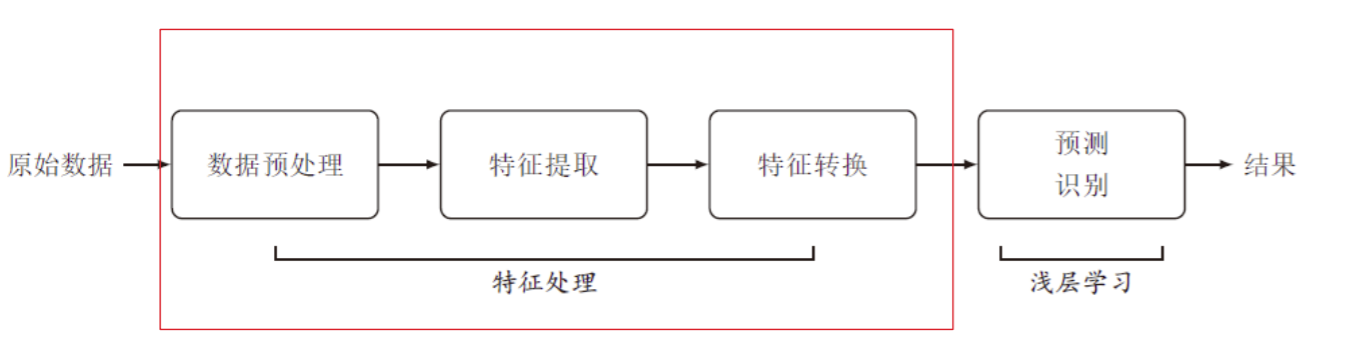 原始数据
数据预处理
特征提取
特征转换
预测
识别
结果
特征处理
浅层学习